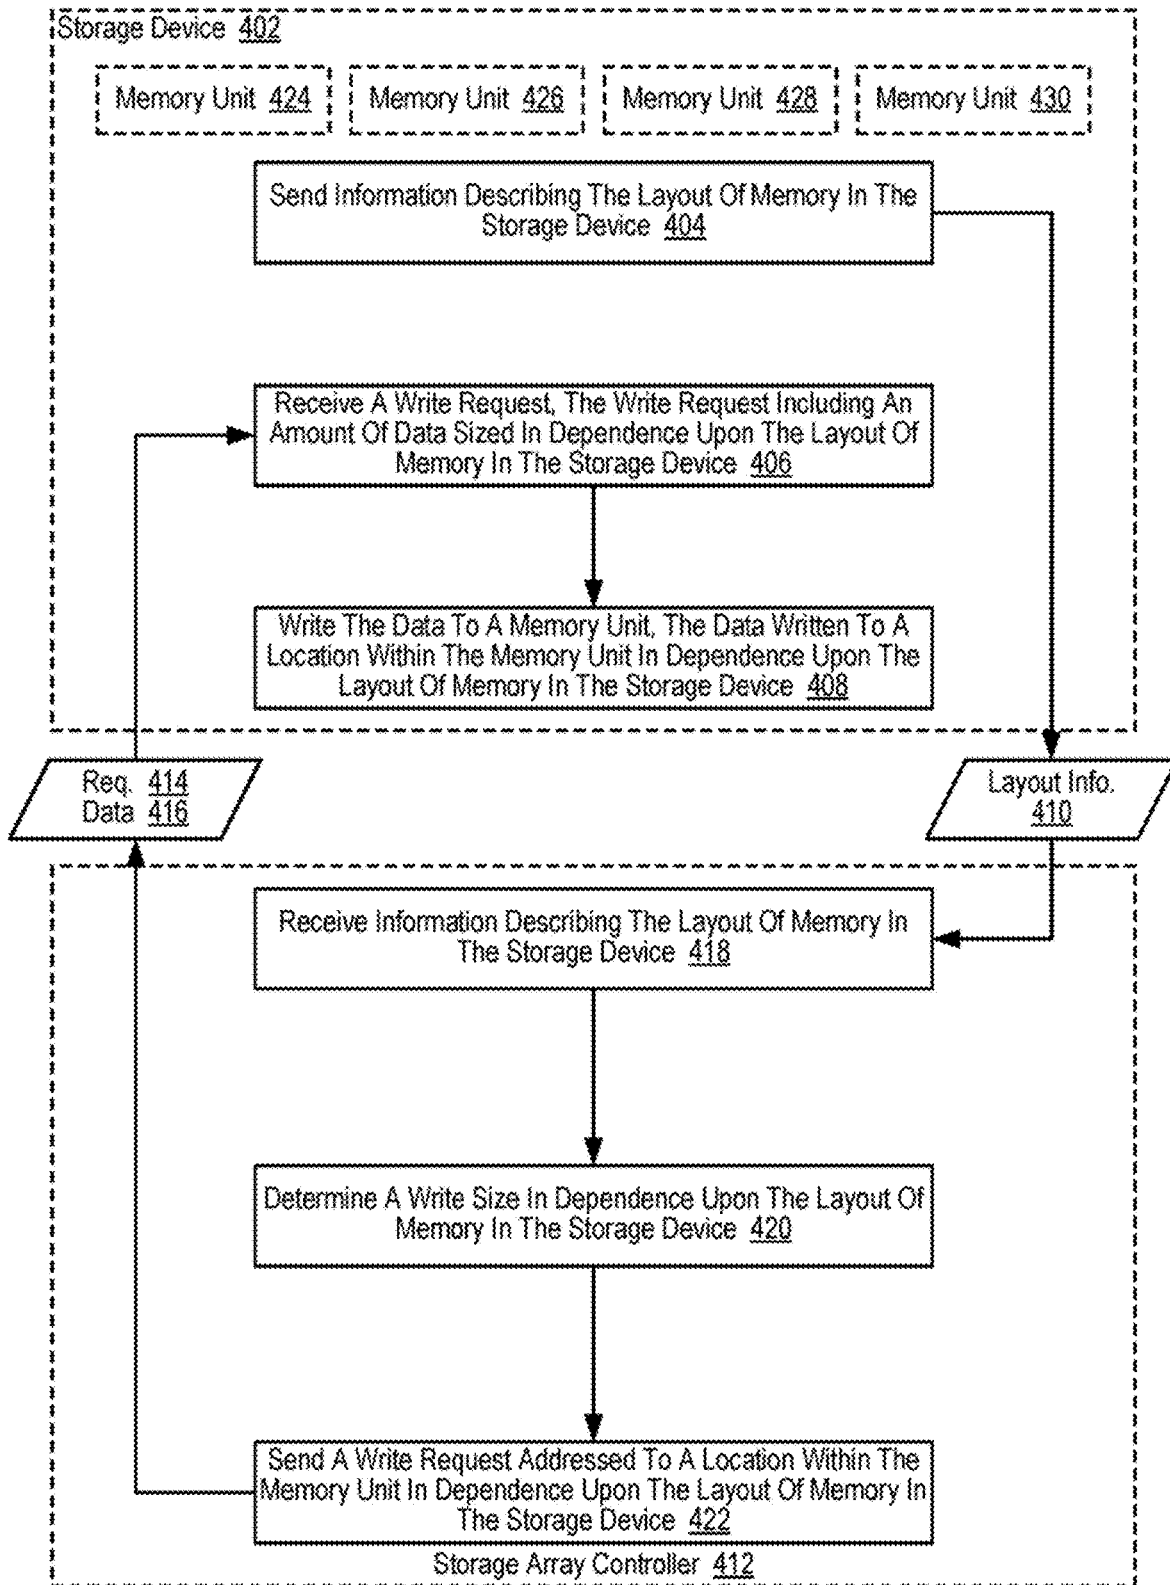 Storage Device 402
Memory Unit 424
Memory Unit 426
Memory Unit 428
Memory Unit 430
Send Information Describing The Layout Of Memory In The
Storage Device 404
Receive A Write Request, The Write Request Including An
Amount Of Data Sized In Dependence Upon The Layout Of
Memory In The Storage Device 406
Write The Data To A Memory Unit, The Data Written To A
Location Within The Memory Unit In Dependence Upon The
Layout Of Memory In The Storage Device 408
Req. 414
Data 416
Layout Info.
410
Receive Information Describing The Layout Of Memory In
The Storage Device 418
Determine A Write Size In Dependence Upon The Layout Of
Memory In The Storage Device 420
Send A Write Request Addressed To A Location Within The
Memory Unit In Dependence Upon The Layout Of Memory In
The Storage Device 422
Storage Array Controller 412